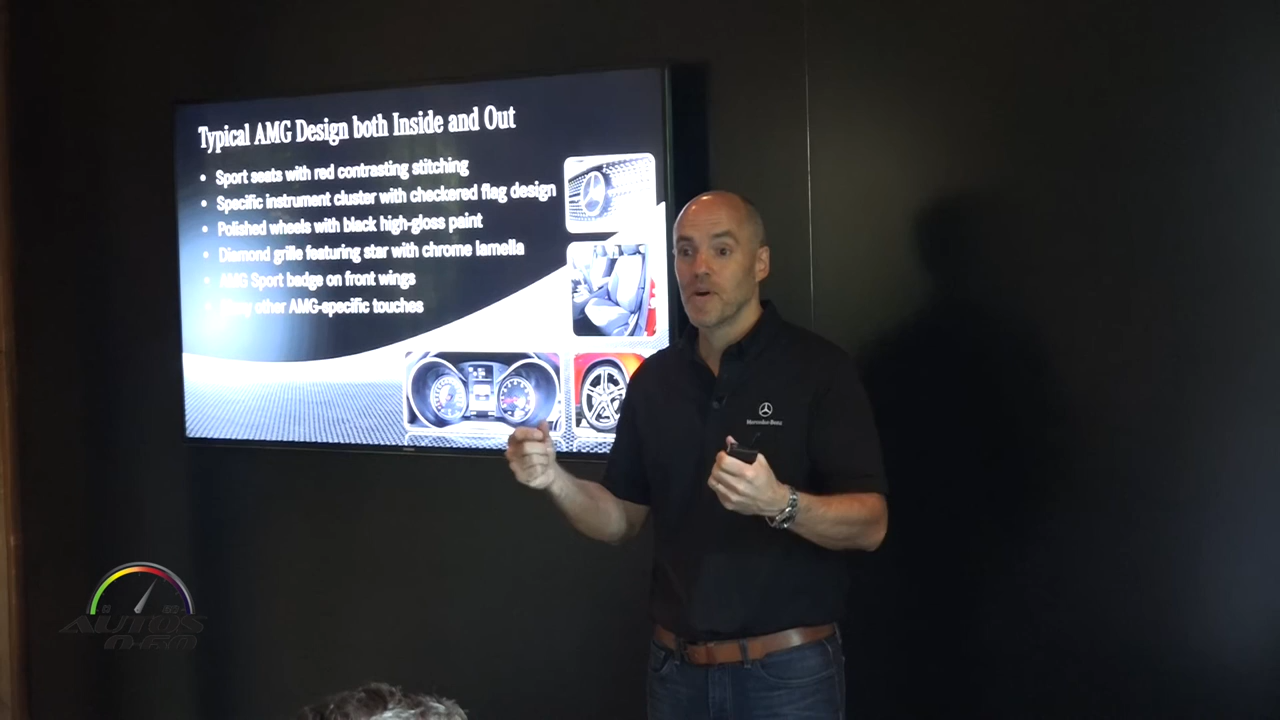 Typical AMG Design both Inside and Out
• Sport seats with red contrasting stitching
• Specific instrument cluster with checkered flag design
• Polished wheels with black high-gloss paint
• Diamond grille featuring star with chrome lamella
• AMG Sport badge on front wings
• other AMG-specific touches
Mercedes-Benz
AUTOS
0-60